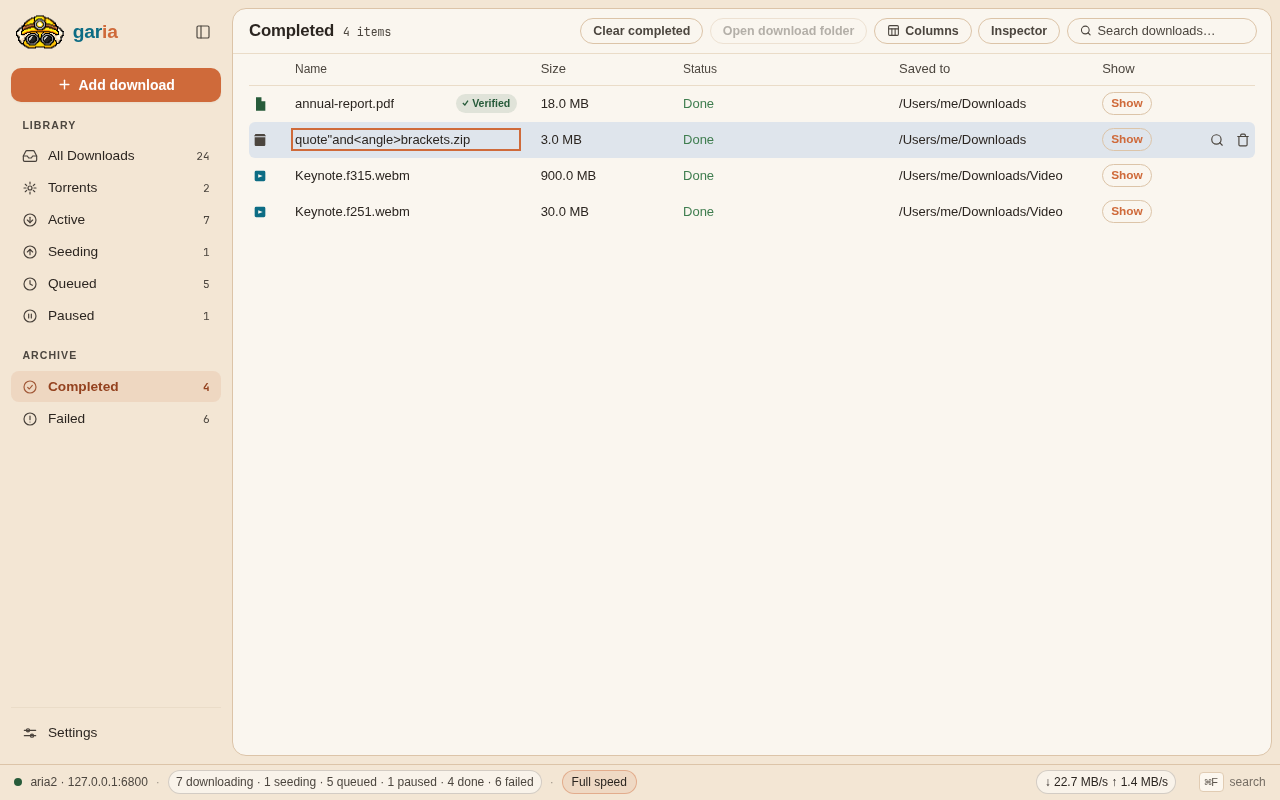 garia
Completed 4 items
Clear completed
Open download folder
Columns
Inspector
Search downloads…
Add download
LIBRARY
All Downloads 24
Torrents 2
Active 7
Seeding 1
Queued 5
Paused 1
ARCHIVE
Completed 4
Failed 6
Settings
Name Size Status Saved to Show
annual-report.pdf Verified 18.0 MB Done /Users/me/Downloads Show
quote"and<angle>brackets.zip 3.0 MB Done /Users/me/Downloads Show
Keynote.f315.webm 900.0 MB Done /Users/me/Downloads/Video Show
Keynote.f251.webm 30.0 MB Done /Users/me/Downloads/Video Show
aria2 · 127.0.0.1:6800 · 7 downloading · 1 seeding · 5 queued · 1 paused · 4 done · 6 failed · Full speed ↓ 22.7 MB/s ↑ 1.4 MB/s ⌘F search